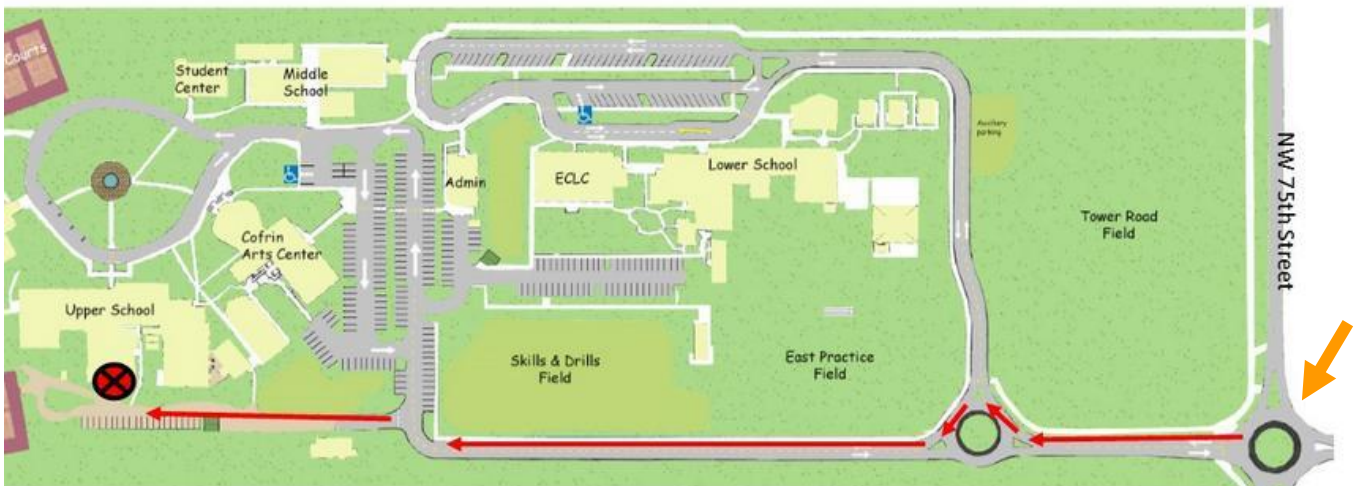 Courts
Student
Center
Middle
School
Admin
ECLC
Lower School
Auxiliary
parking
Tower Road
Field
NW 75th Street
Cofrin
Arts Center
Upper School
Skills & Drills
Field
East Practice
Field